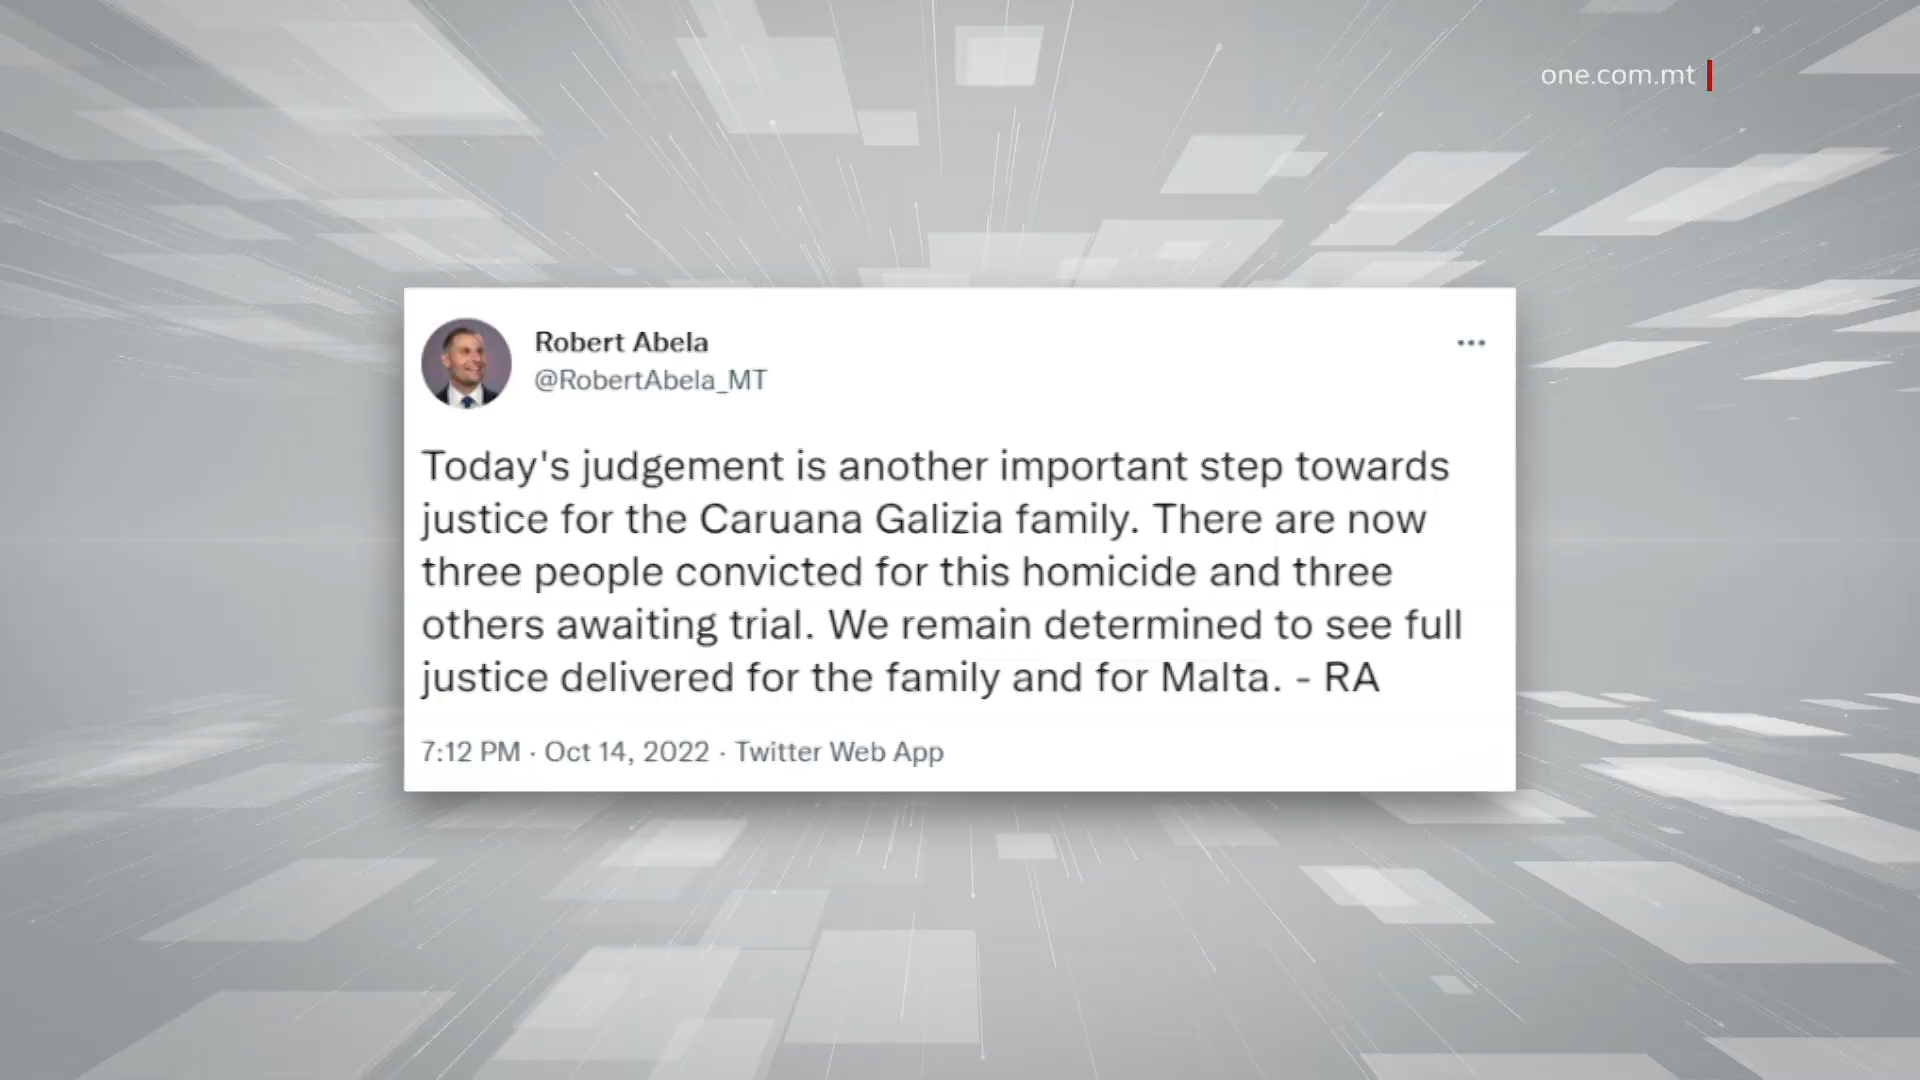 one.com.mt
Robert Abela
@RobertAbela_MT
Today's judgement is another important step towards
justice for the Caruana Galizia family. There are now
three people convicted for this homicide and three
others awaiting trial. We remain determined to see full
justice delivered for the family and for Malta. - RA
7:12 PM · Oct 14, 2022 · Twitter Web App